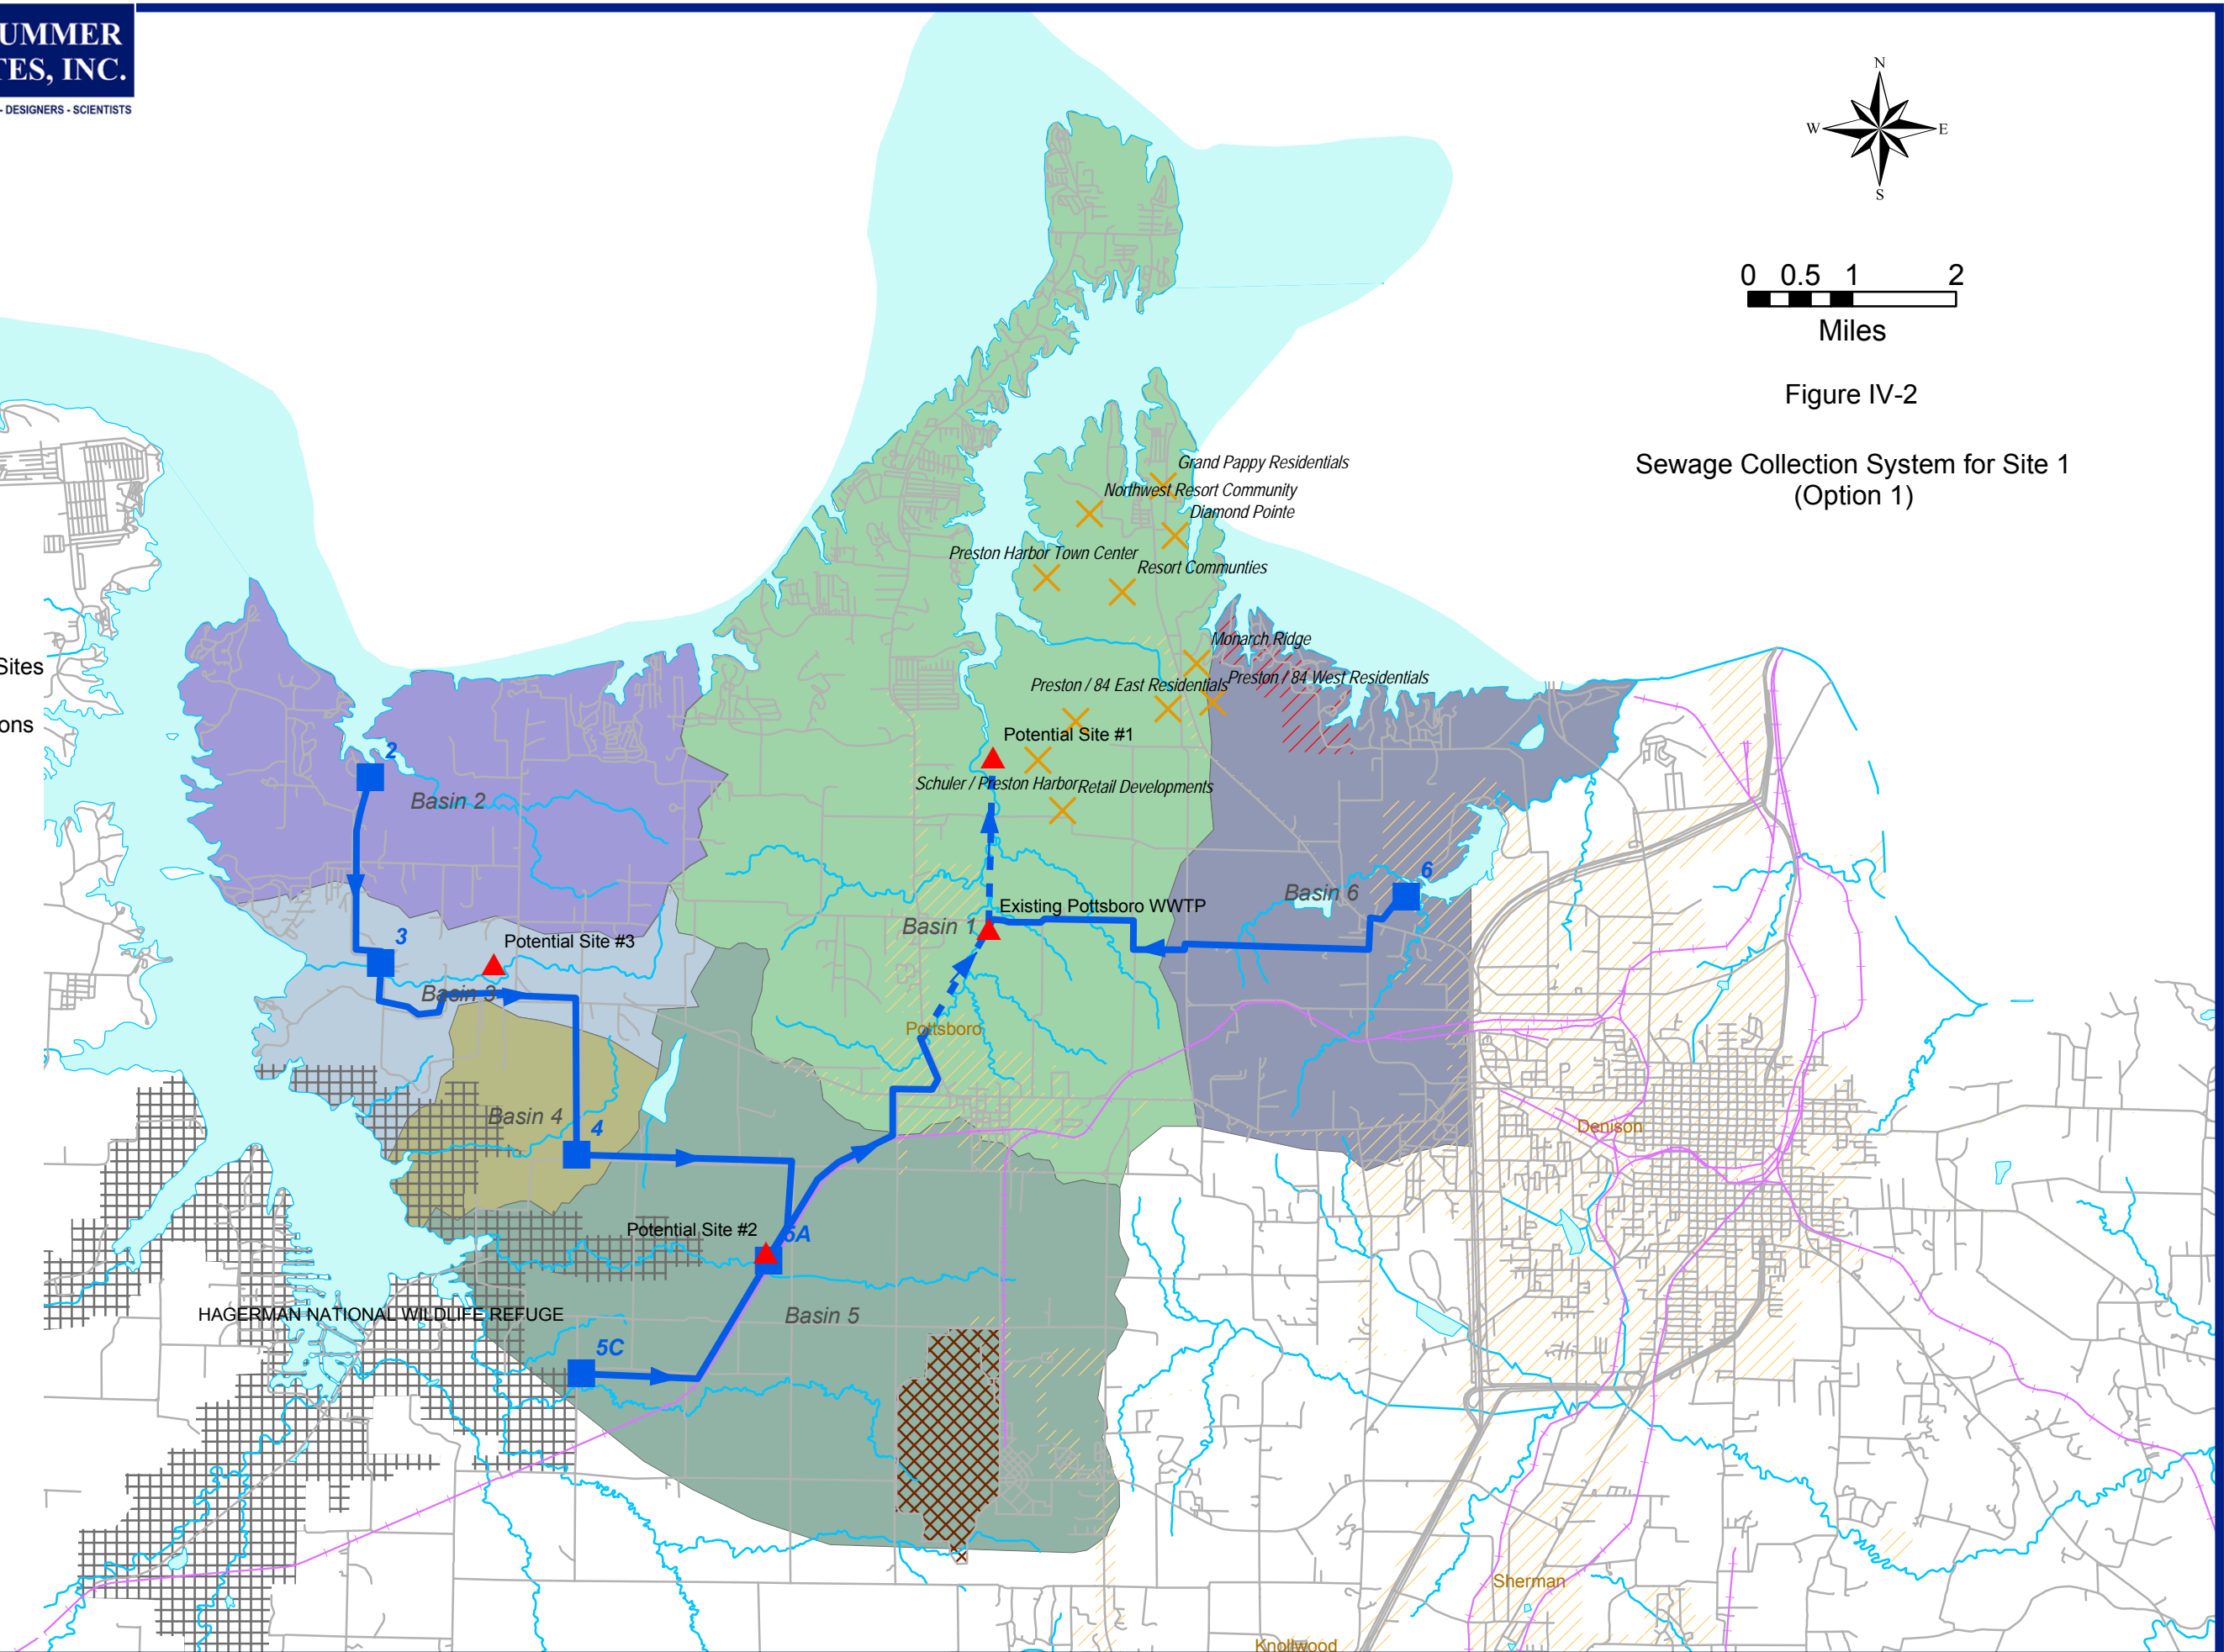 UMMER
TES, INC.
- DESIGNERS - SCIENTISTS
N
W
E
S
0 0.5 1 2
Miles
Figure IV-2
Sewage Collection System for Site 1
(Option 1)
Grand Pappy Residentials
Northwest Resort Community
Diamond Pointe
Preston Harbor Town Center
Resort Communties
Monarch Ridge
Preston / 84 East Residentials
Preston / 84 West Residentials
Sites
ons
Potential Site #1
Schuler / Preston Harbor
Retail Developments
2
Basin 2
6
Basin 6
Existing Pottsboro WWTP
Basin 1
3
Potential Site #3
Basin 3
Pottsboro
Basin 4
4
Denison
Potential Site #2
5A
HAGERMAN NATIONAL WILDLIFE REFUGE
Basin 5
5C
Sherman
Knollwood